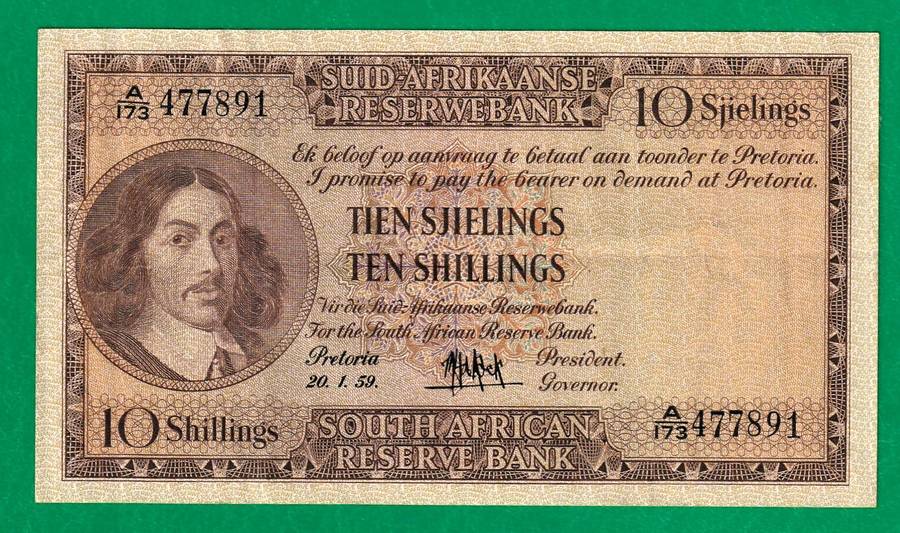 SUID-AFRIKAANSE
RESERWEBANK
A/173 477891
10 Sjielings
Ek beloof op aanvraag te betaal aan toonder te Pretoria.
I promise to pay the bearer on demand at Pretoria.
TIEN SJIELINGS
TEN SHILLINGS
Vir die Suid-Afrikaanse Reserwebank.
For the South African Reserve Bank.
Pretoria
President.
20. 1. 59.
Governor.
10 Shillings
SOUTH AFRICAN
RESERVE BANK
A/173 477891